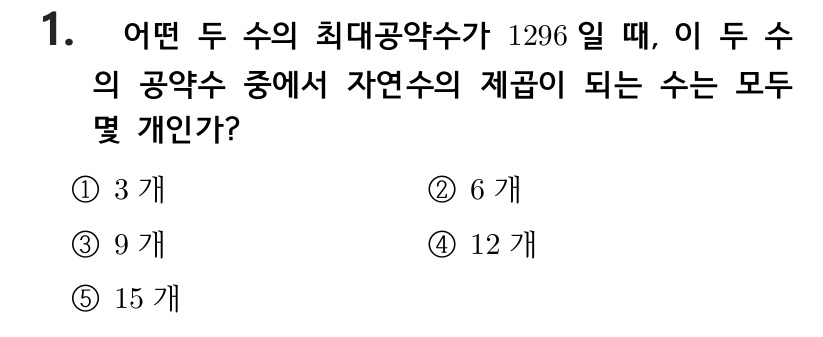 1. 어떤 두 수의 최대공약수가 1296 일 때, 이 두 수
의 공약수 중에서 자연수의 제곱이 되는 수는 모두
몇 개인가?
① 3 개 ② 6 개
③ 9 개 ④ 12 개
⑤ 15 개